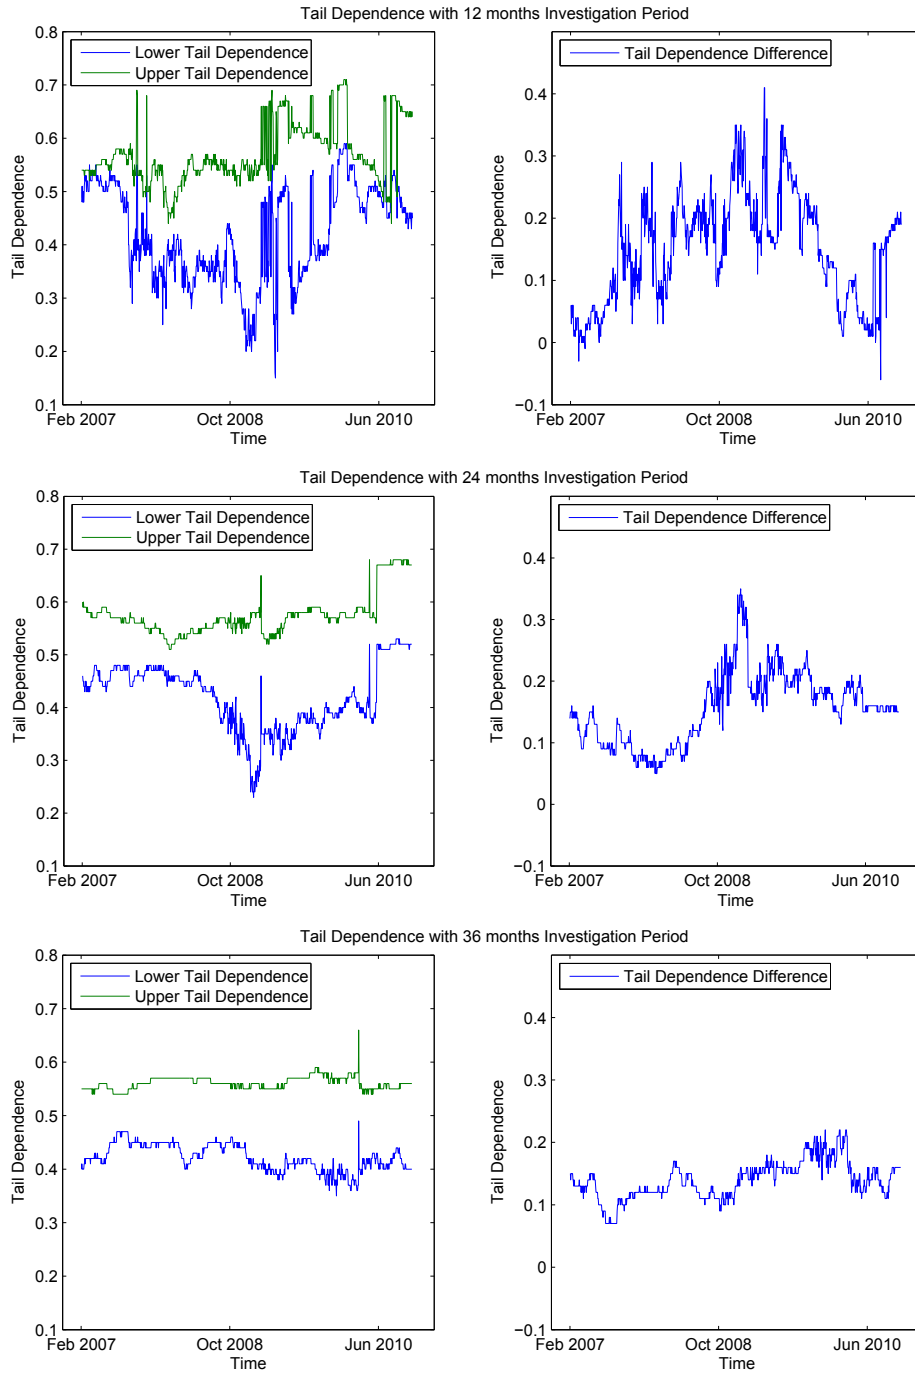 Tail Dependence with 12 months Investigation Period
0.8
0.7
0.6
0.5
0.4
0.3
0.2
0.1
Tail Dependence
Lower Tail Dependence
Upper Tail Dependence
Feb 2007
Oct 2008
Jun 2010
Time
0.4
0.3
0.2
0.1
0
−0.1
Tail Dependence
Tail Dependence Difference
Feb 2007
Oct 2008
Jun 2010
Time
Tail Dependence with 24 months Investigation Period
0.8
0.7
0.6
0.5
0.4
0.3
0.2
0.1
Tail Dependence
Lower Tail Dependence
Upper Tail Dependence
Feb 2007
Oct 2008
Jun 2010
Time
0.4
0.3
0.2
0.1
0
−0.1
Tail Dependence
Tail Dependence Difference
Feb 2007
Oct 2008
Jun 2010
Time
Tail Dependence with 36 months Investigation Period
0.8
0.7
0.6
0.5
0.4
0.3
0.2
0.1
Tail Dependence
Lower Tail Dependence
Upper Tail Dependence
Feb 2007
Oct 2008
Jun 2010
Time
0.4
0.3
0.2
0.1
0
−0.1
Tail Dependence
Tail Dependence Difference
Feb 2007
Oct 2008
Jun 2010
Time